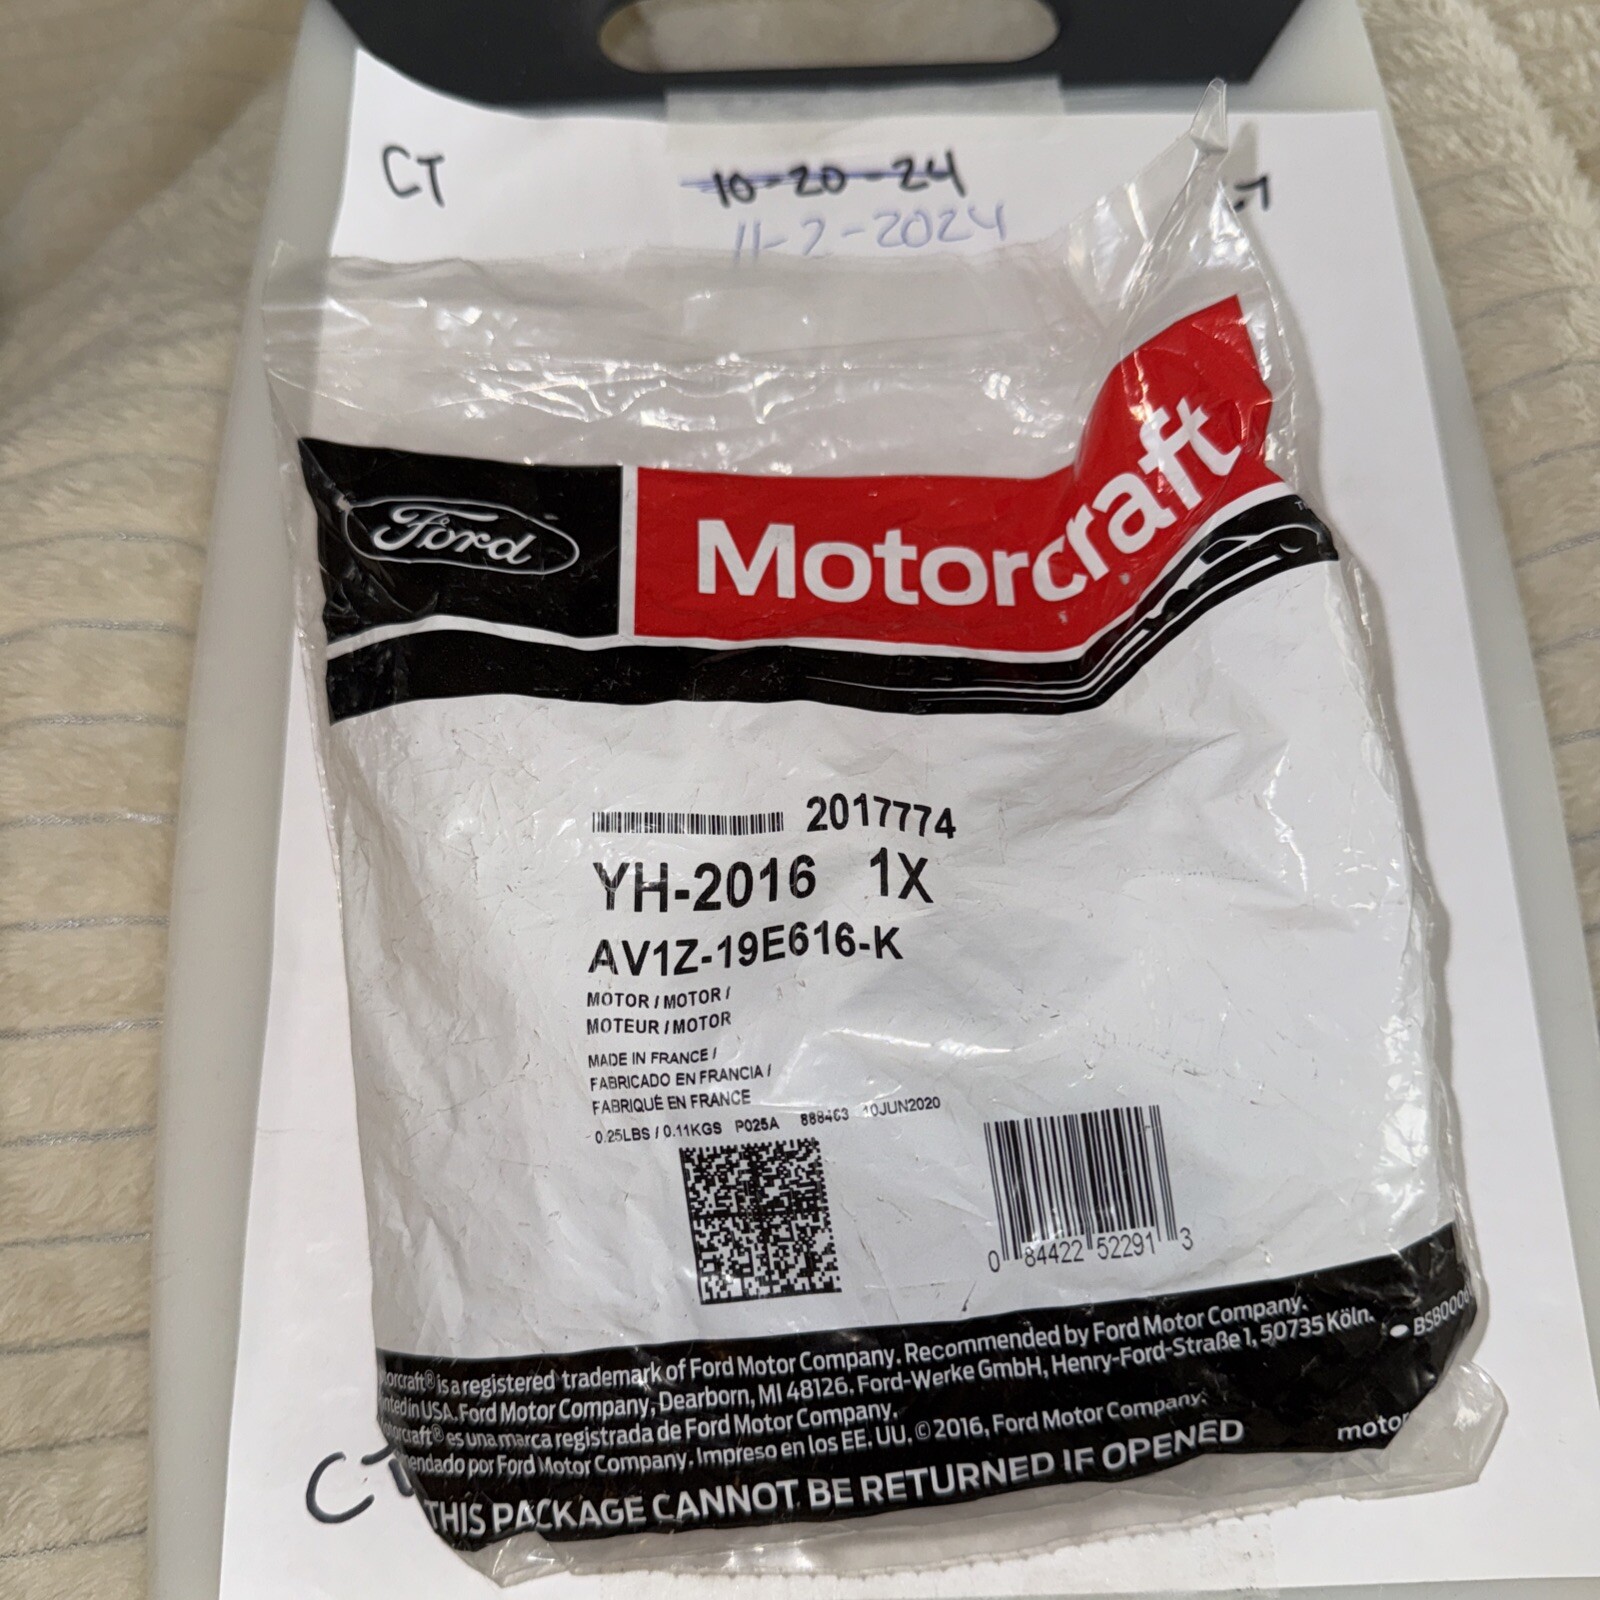 CT
10-20-24
11-2-2024
Ford
Motorcraft
2017774
YH-2016 1X
AV1Z-19E616-K
MOTOR / MOTOR /
MOTEUR / MOTOR
MADE IN FRANCE /
FABRICADO EN FRANCIA /
FABRIQUÉ EN FRANCE
0.25LBS / 0.11KGS P025A 10JUN2020
0 84422 52291 3
is a registered trademark of Ford Motor Company. Recommended by Ford Motor Company.
in USA. Ford Motor Company, Dearborn, MI 48126. Ford-Werke GmbH, Henry-Ford-Straße 1, 50735 Köln.
es una marca registrada de Ford Motor Company.
por Ford Motor Company. Impreso en los EE. UU. © 2016, Ford Motor Company.
THIS PACKAGE CANNOT BE RETURNED IF OPENED
CT